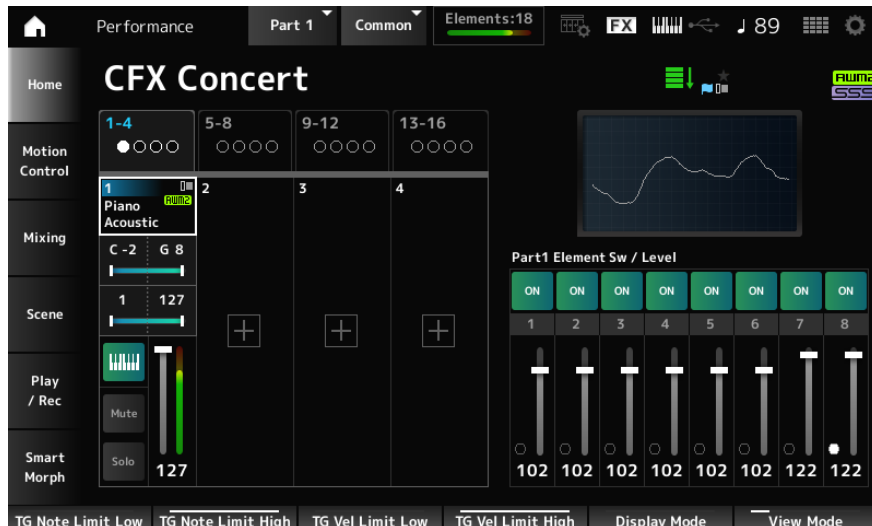 Performance
Part 1
Common
Elements:18
FX
♩ 89
Home
CFX Concert
AWM2
SSS
1-4
5-8
9-12
13-16
Motion
Control
1
2
3
4
Piano
AWM2
Acoustic
Mixing
C -2
G 8
Part1 Element Sw / Level
ON ON ON ON ON ON ON ON
1 127
Scene
1 2 3 4 5 6 7 8
Play
/ Rec
Mute
Smart
Morph
Solo
127
102 102 102 102 102 102 122 122
TG Note Limit Low
TG Note Limit High
TG Vel Limit Low
TG Vel Limit High
Display Mode
View Mode